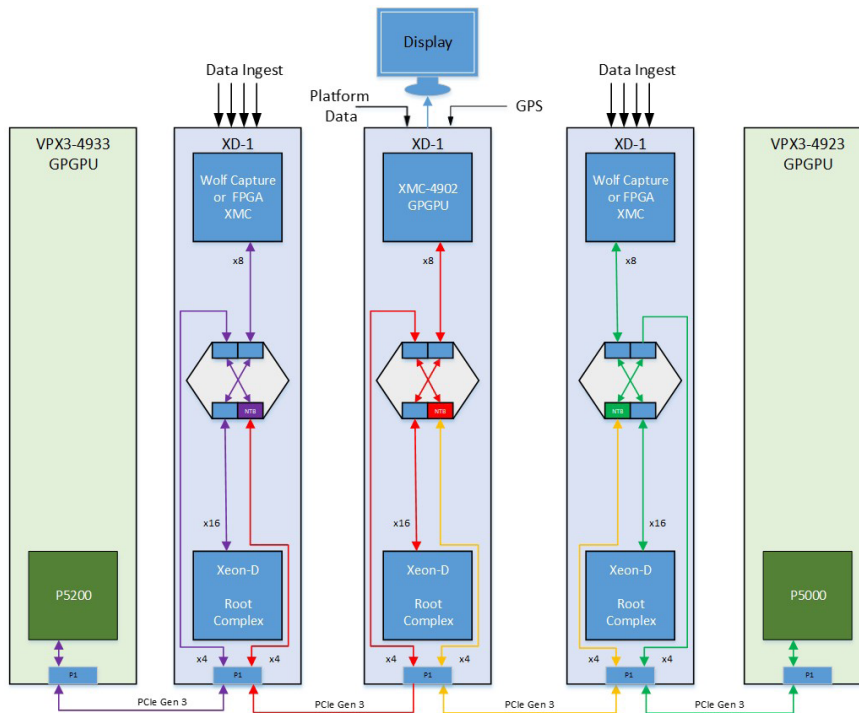 Display
Data Ingest
Platform
Data
GPS
Data Ingest
VPX3-4933
GPGPU
XD-1
Wolf Capture
or FPGA
XMC
x8
NTB
x16
Xeon-D
Root
Complex
x4
x4
P1
XD-1
XMC-4902
GPGPU
x8
NTB
x16
Xeon-D
Root
Complex
x4
x4
P1
XD-1
Wolf Capture
or FPGA
XMC
x8
NTB
x16
Xeon-D
Root
Complex
x4
x4
P1
VPX3-4923
GPGPU
P5200
P1
P5000
P1
PCIe Gen 3
PCIe Gen 3
PCIe Gen 3
PCIe Gen 3